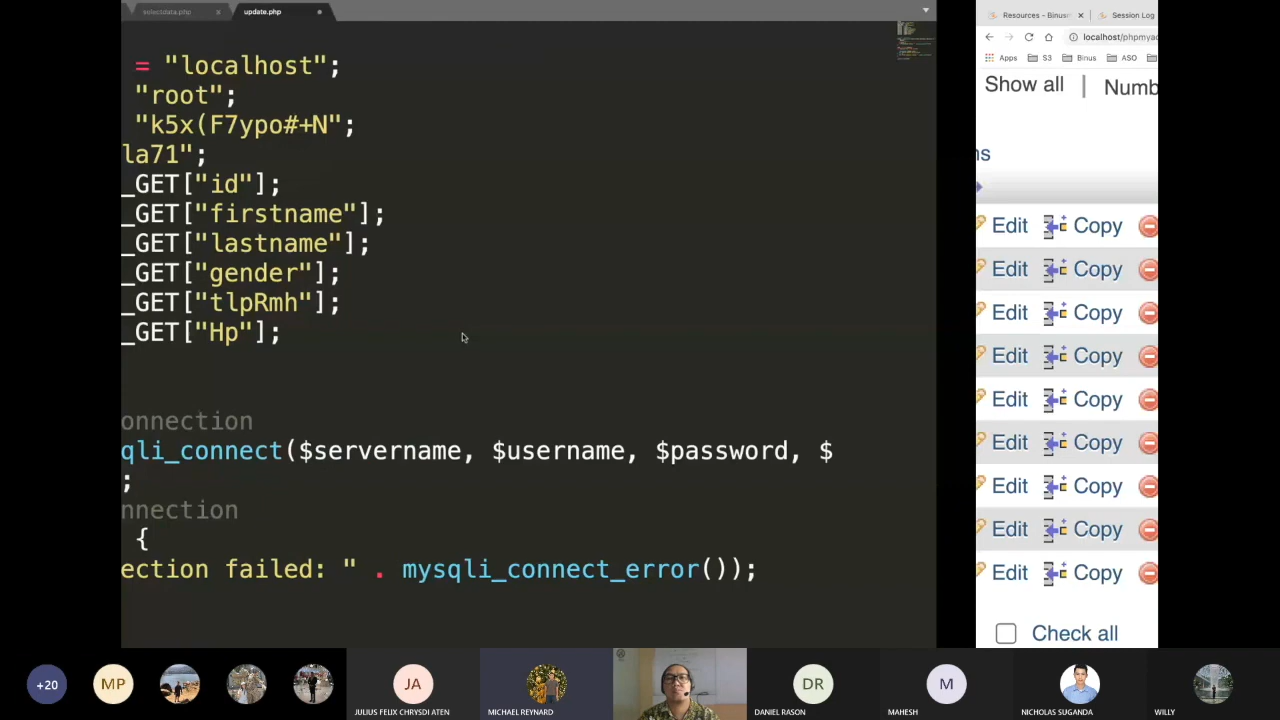 selectdata.php
update.php
= "localhost";
"root";
"k5x(F7ypo#+N";
la71";
_GET["id"];
_GET["firstname"];
_GET["lastname"];
_GET["gender"];
_GET["tlpRmh"];
_GET["Hp"];
onnection
qli_connect($servername, $username, $password, $
;
nnection
{
ection failed: " . mysqli_connect_error());
Resources - Binusm
Session Log
localhost/phpmyad
Apps S3 Binus ASO
Show all | Numb
ns
Edit Copy
Edit Copy
Edit Copy
Edit Copy
Edit Copy
Edit Copy
Edit Copy
Edit Copy
Edit Copy
Check all
+20
MP
JA
JULIUS FELIX CHRYSDI ATEN
MICHAEL REYNARD
DR
DANIEL RASON
M
MAHESH
NICHOLAS SUGANDA
WILLY